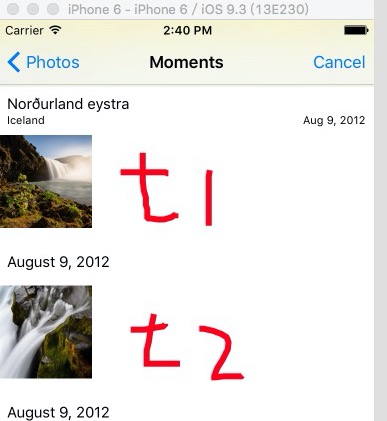 iPhone 6 - iPhone 6 / iOS 9.3 (13E230)
Carrier 2:40 PM
Photos Moments Cancel
Norðurland eystra
Iceland Aug 9, 2012
t1
August 9, 2012
t2
August 9, 2012